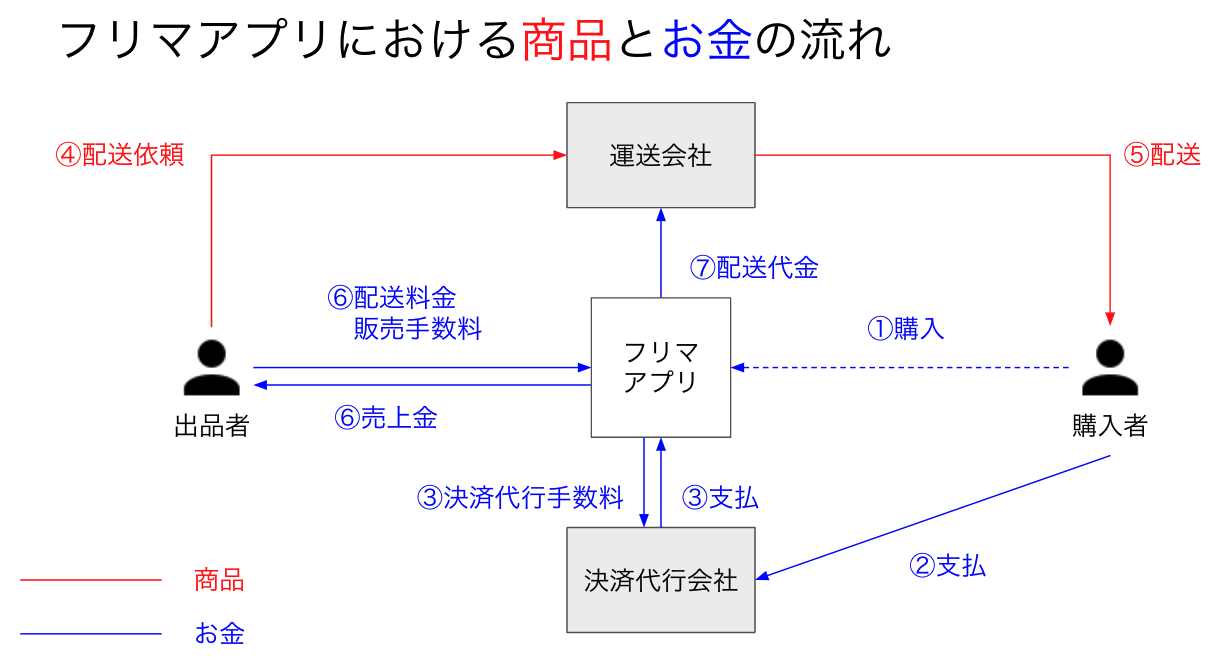 フリマアプリにおける商品とお金の流れ
④配送依頼
運送会社
⑤配送
⑦配送代金
⑥配送料金
販売手数料
①購入
フリマ
アプリ
出品者
⑥売上金
購入者
③決済代行手数料
③支払
②支払
決済代行会社
商品
お金